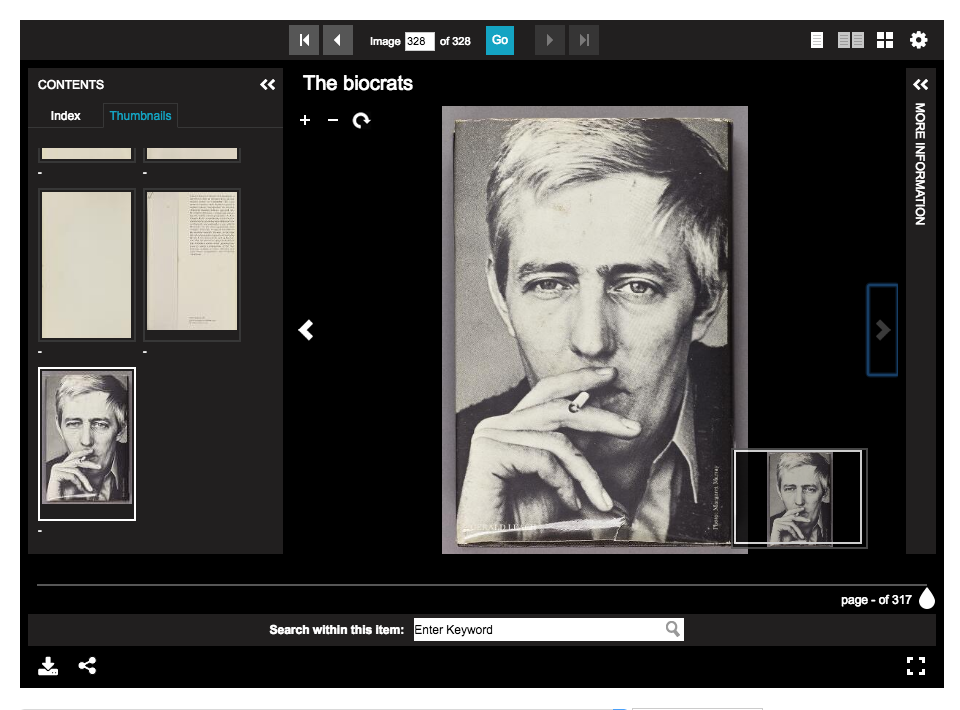 Image 328 of 328 Go
CONTENTS
Index Thumbnails
-
-
-
-
-
The biocrats
MORE INFORMATION
Photo: Margaret Murray
page - of 317
Search within this item: Enter Keyword